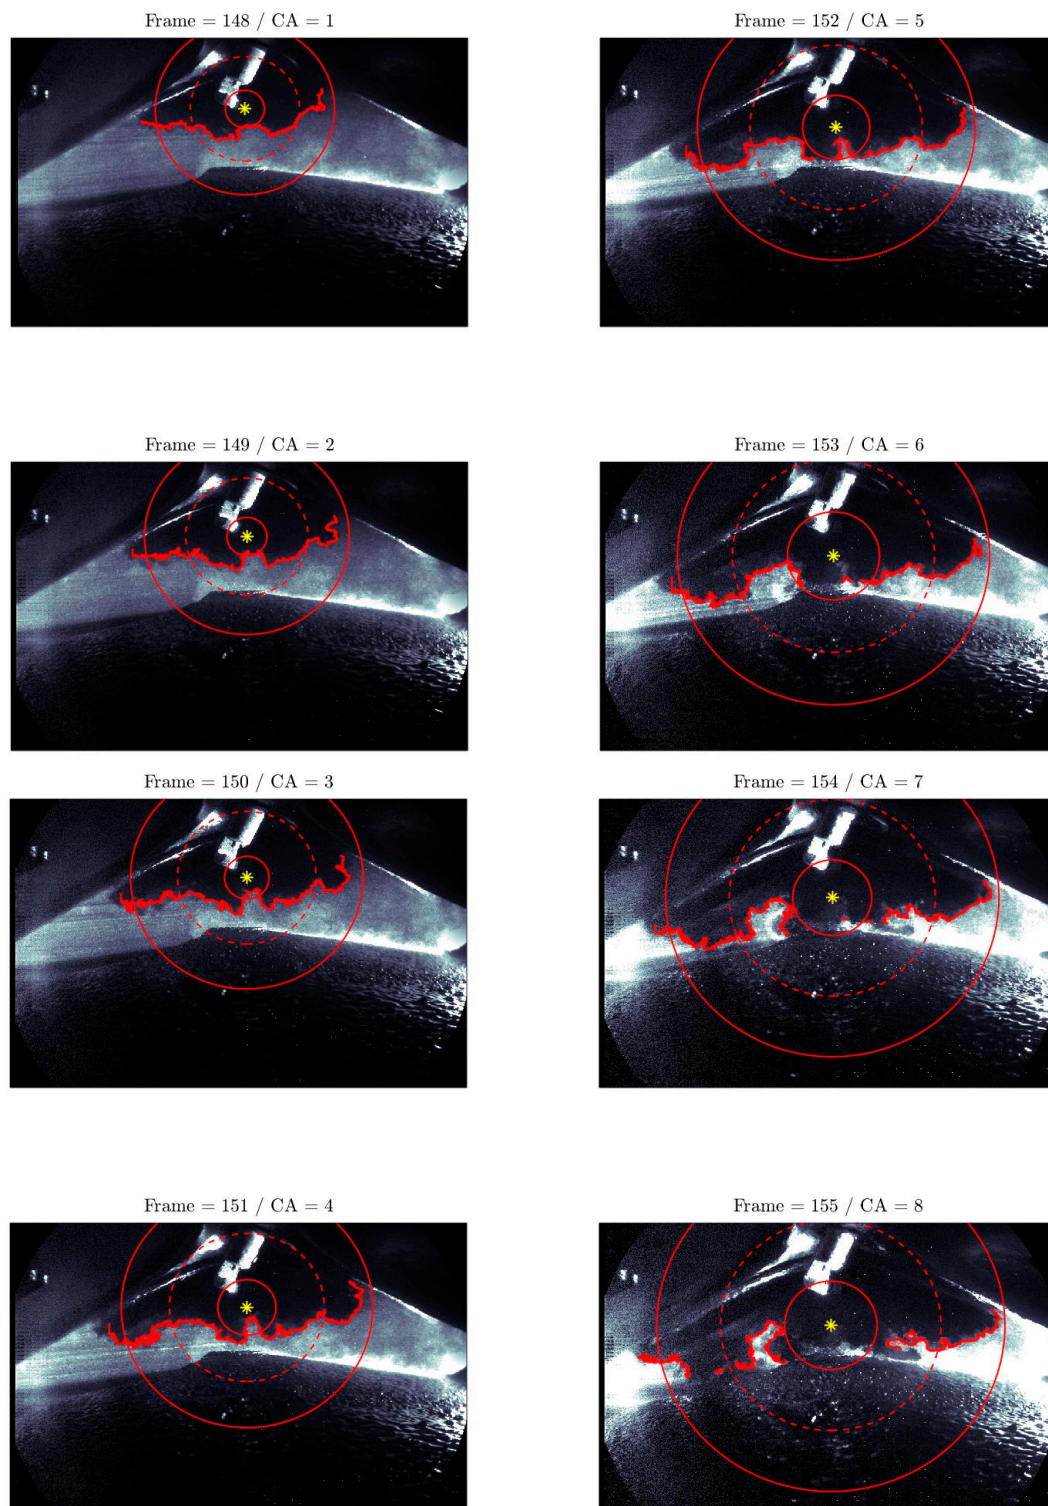 Frame = 148 / CA = 1
Frame = 152 / CA = 5
Frame = 149 / CA = 2
Frame = 153 / CA = 6
Frame = 150 / CA = 3
Frame = 154 / CA = 7
Frame = 151 / CA = 4
Frame = 155 / CA = 8